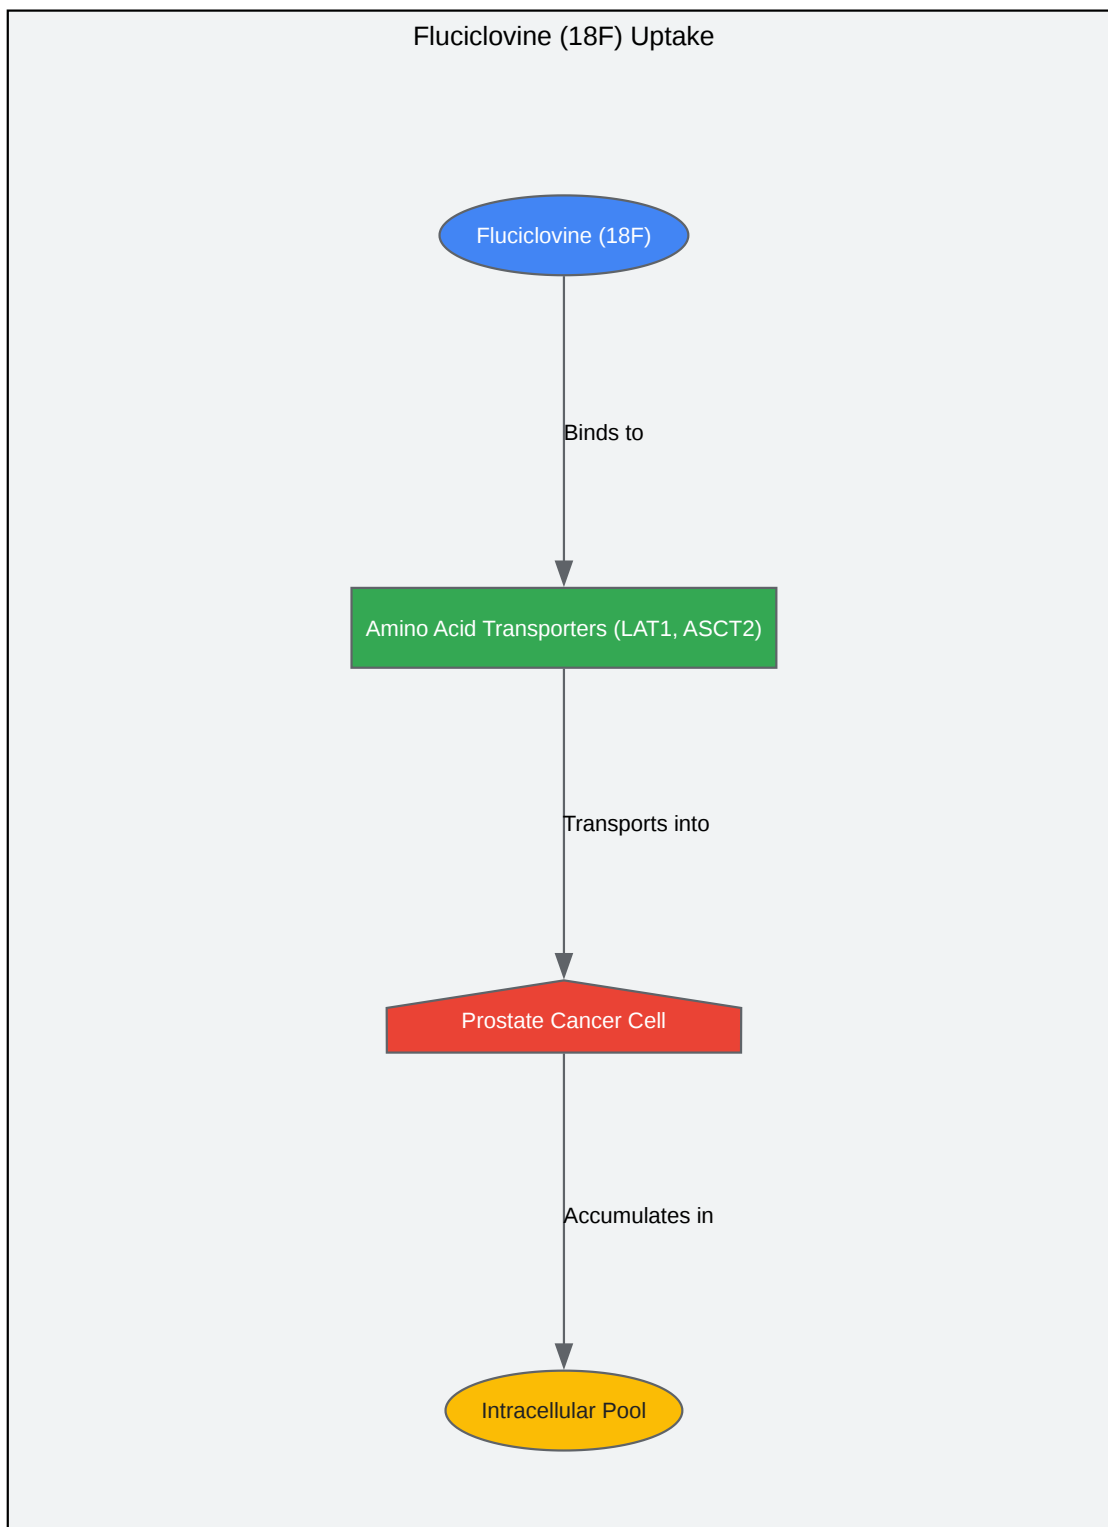 Fluciclovine (18F) Uptake
Fluciclovine (18F)
Binds to
Amino Acid Transporters (LAT1, ASCT2)
Transports into
Prostate Cancer Cell
Accumulates in
Intracellular Pool